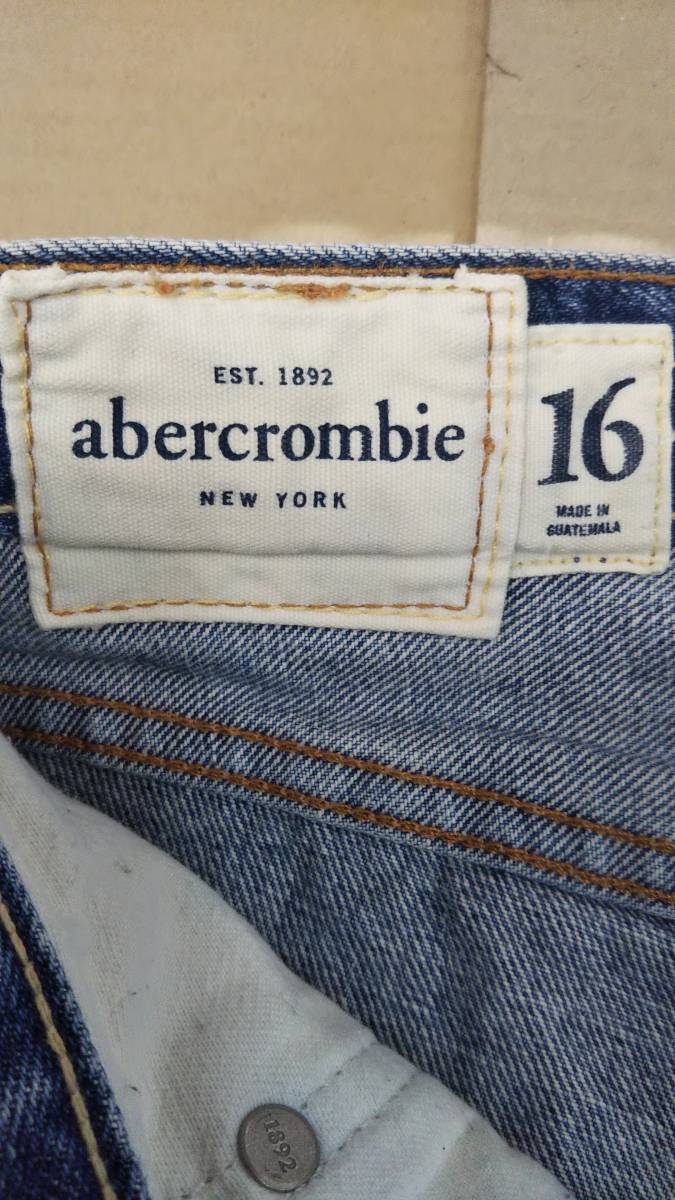 EST. 1892
abercrombie
NEW YORK
16
MADE IN
GUATEMALA
1892